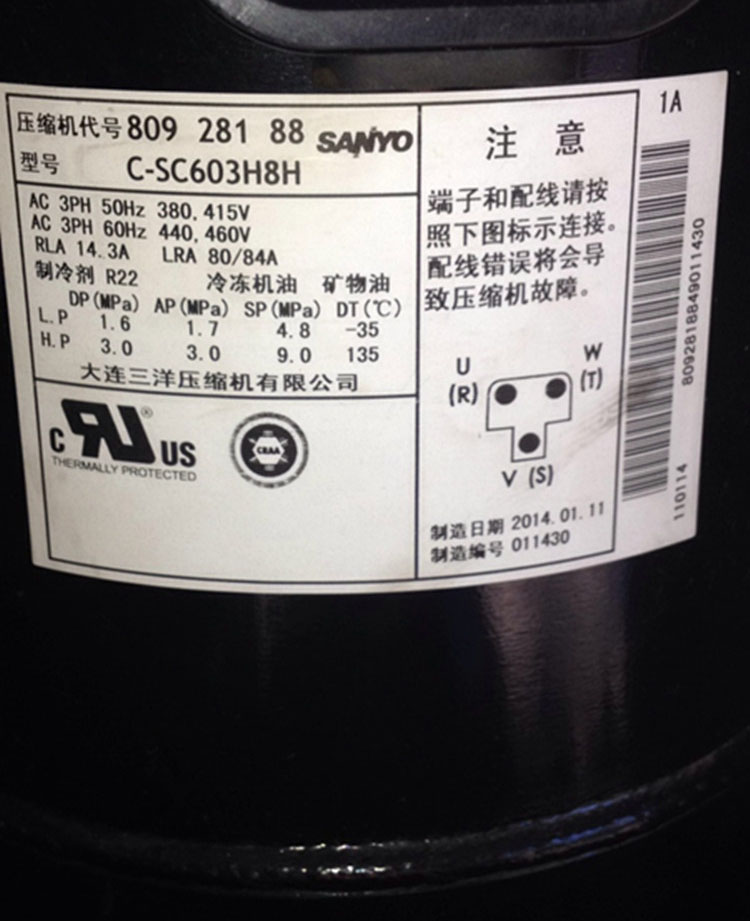 压缩机代号 809 281 88 SANYO
型号 C-SC603H8H
AC 3PH 50Hz 380, 415V
AC 3PH 60Hz 440, 460V
RLA 14.3A LRA 80/84A
制冷剂 R22 冷冻机油 矿物油
DP(MPa) AP(MPa) SP(MPa) DT(℃)
L.P 1.6 1.7 4.8 -35
H.P 3.0 3.0 9.0 135
大连三洋压缩机有限公司
C RU® US
THERMALLY PROTECTED
CRAA
注 意
端子和配线请按
照下图标示连接。
配线错误将会导
致压缩机故障。
U
(R)
W
(T)
V (S)
制造日期 2014.01.11
制造编号 011430
1A
8092818849011430
110114